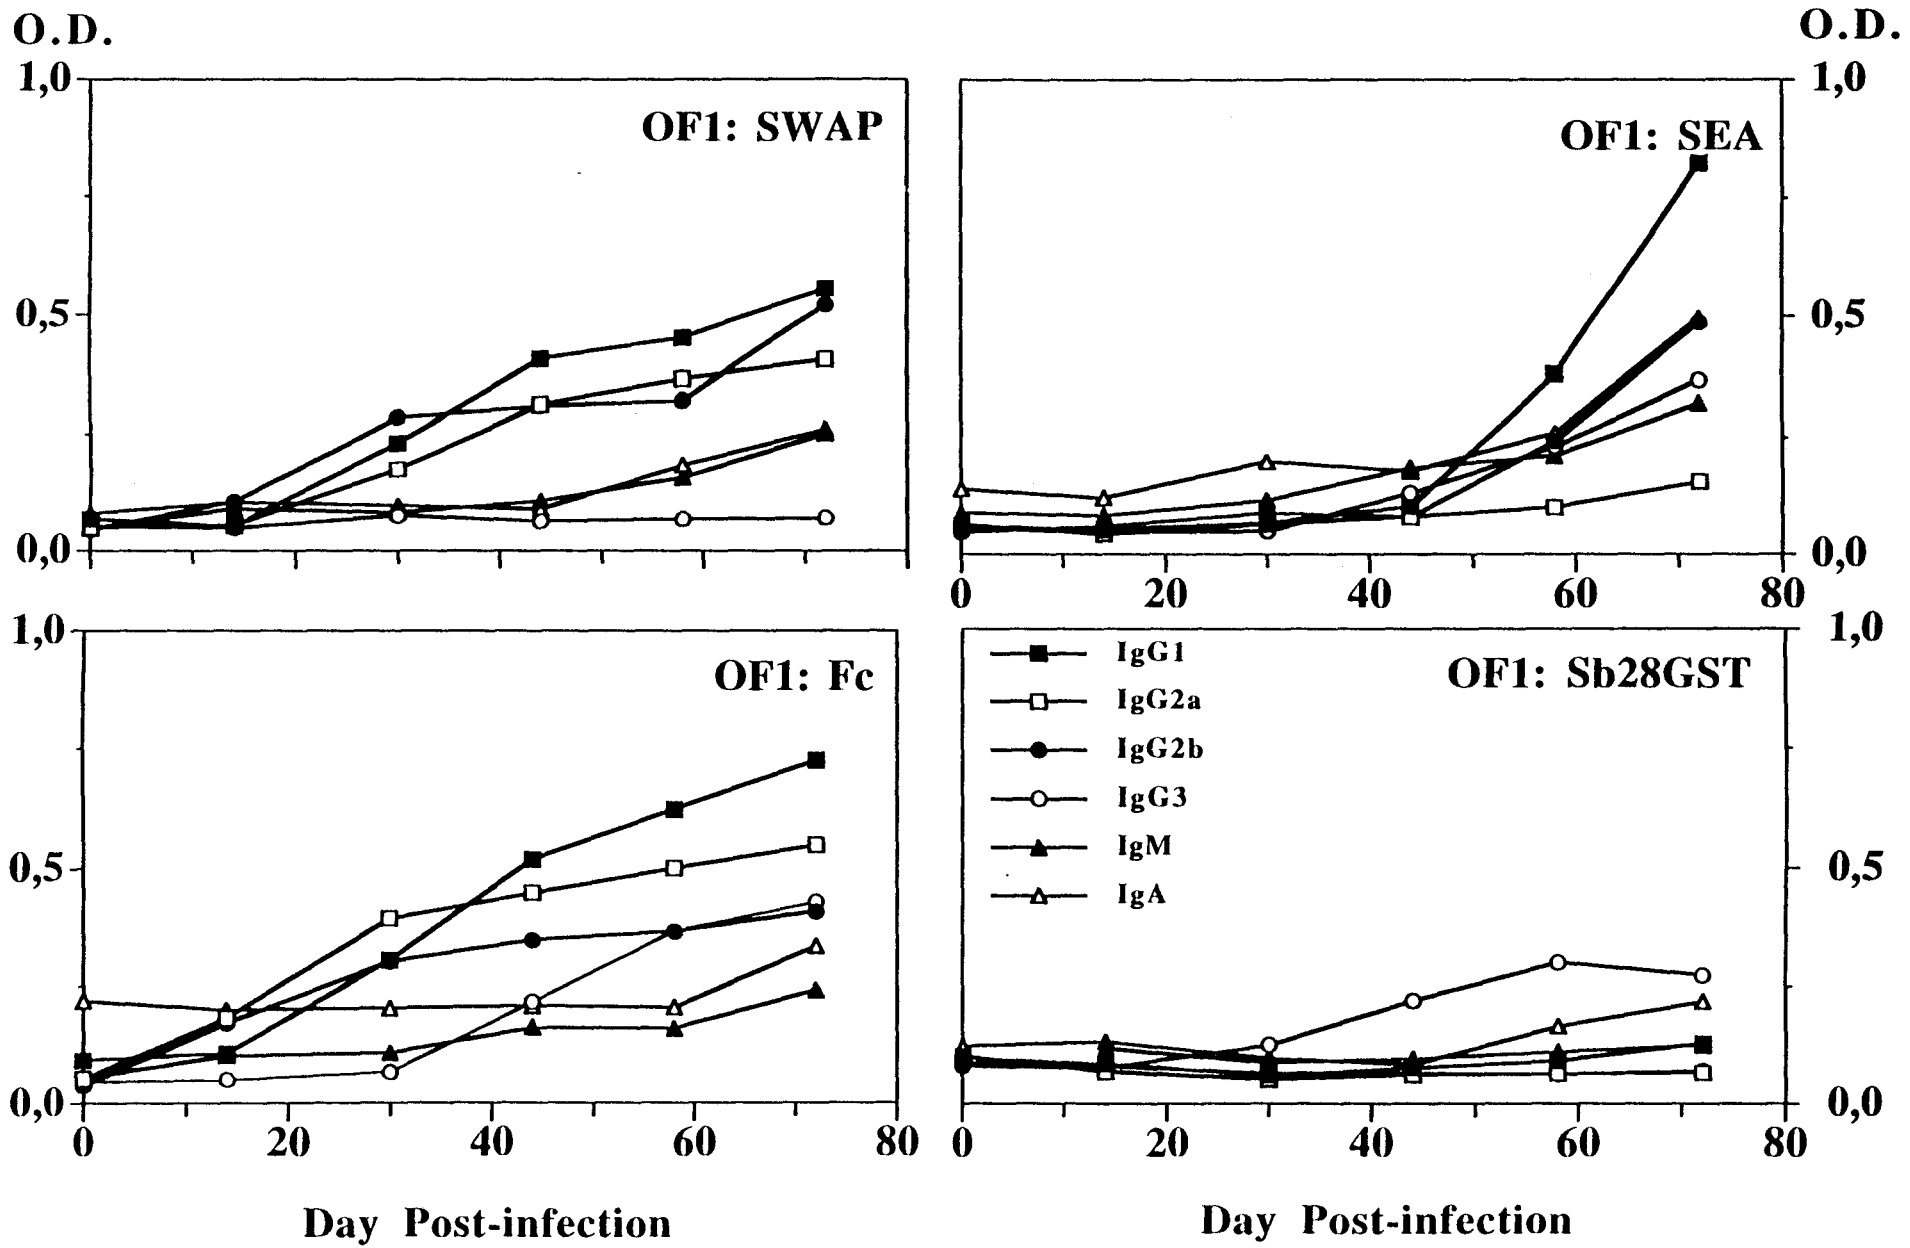 O.D. O.D.
1,0 1,0
OF1: SWAP OF1: SEA
0,5 0,5
0,0 0,0
0 20 40 60 80
1,0 1,0
OF1: Fc OF1: Sb28GST
IgG1
IgG2a
IgG2b
IgG3
IgM
IgA
0,5 0,5
0,0 0,0
0 20 40 60 80 0 20 40 60 80
Day Post-infection Day Post-infection